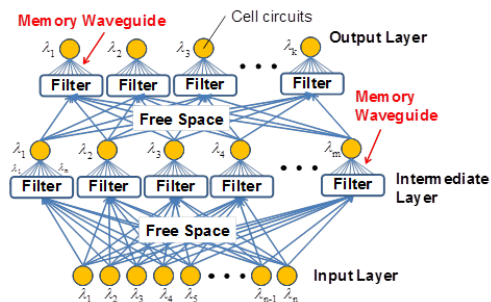 Memory Waveguide
Cell circuits
λ1 λ2 λ3 λk Output Layer
Filter Filter Filter Filter
Memory
Waveguide
Free Space
λ1 λ2 λ3 λ4 λm
λ1 λn
Filter Filter Filter Filter Filter
Intermediate
Layer
Free Space
Input Layer
λ1 λ2 λ3 λ4 λ5 λn-1 λn